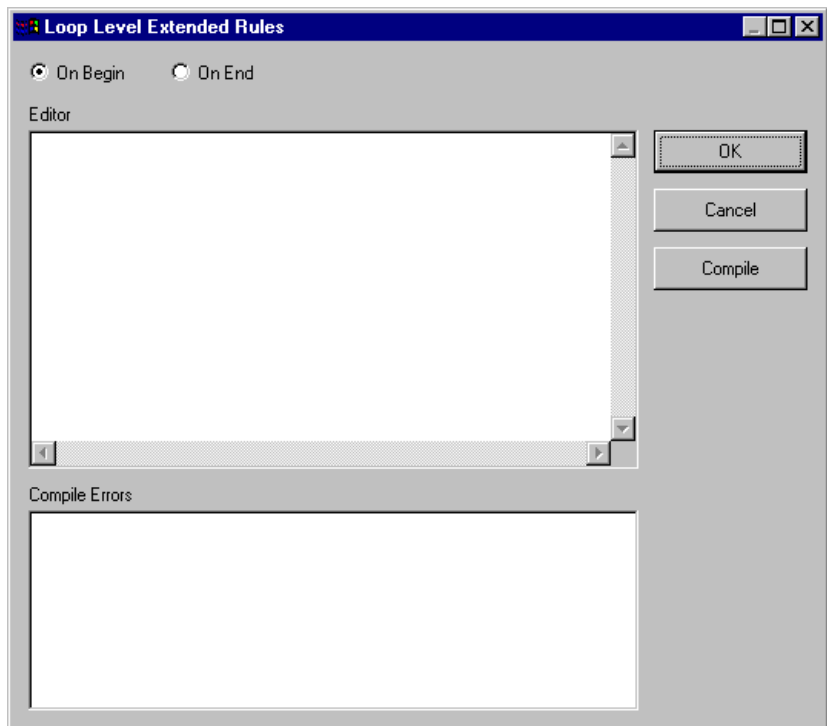 Loop Level Extended Rules
On Begin On End
Editor
OK
Cancel
Compile
Compile Errors